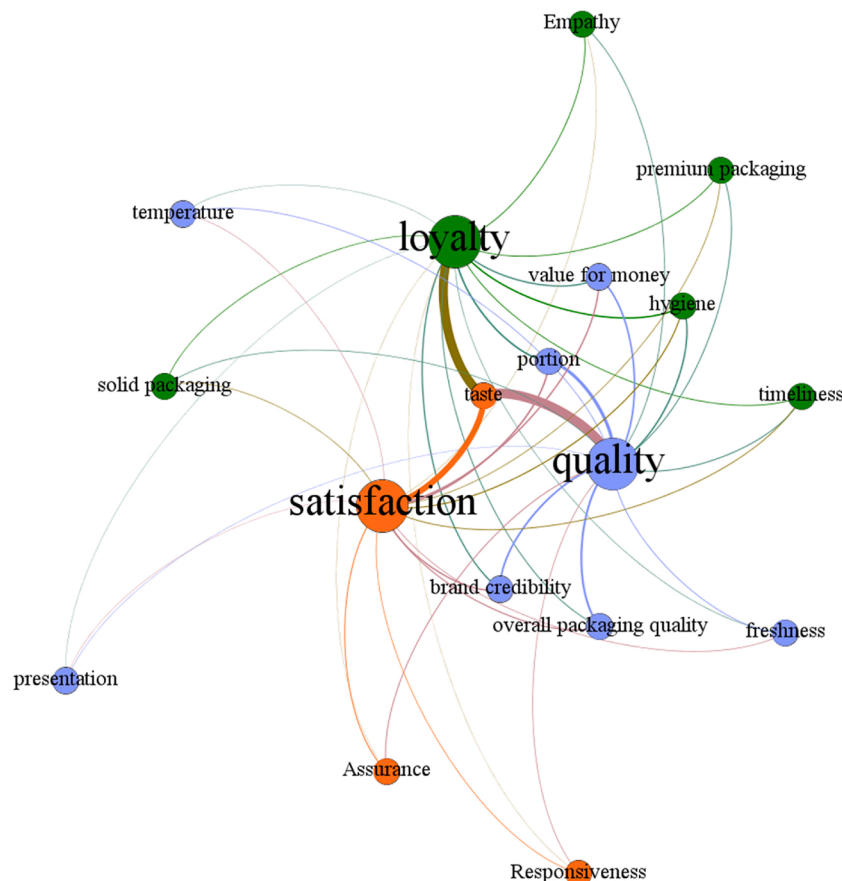 Empathy
premium packaging
temperature
loyalty
value for money
hygiene
portion
solid packaging
taste
timeliness
quality
satisfaction
brand credibility
overall packaging quality
freshness
presentation
Assurance
Responsiveness